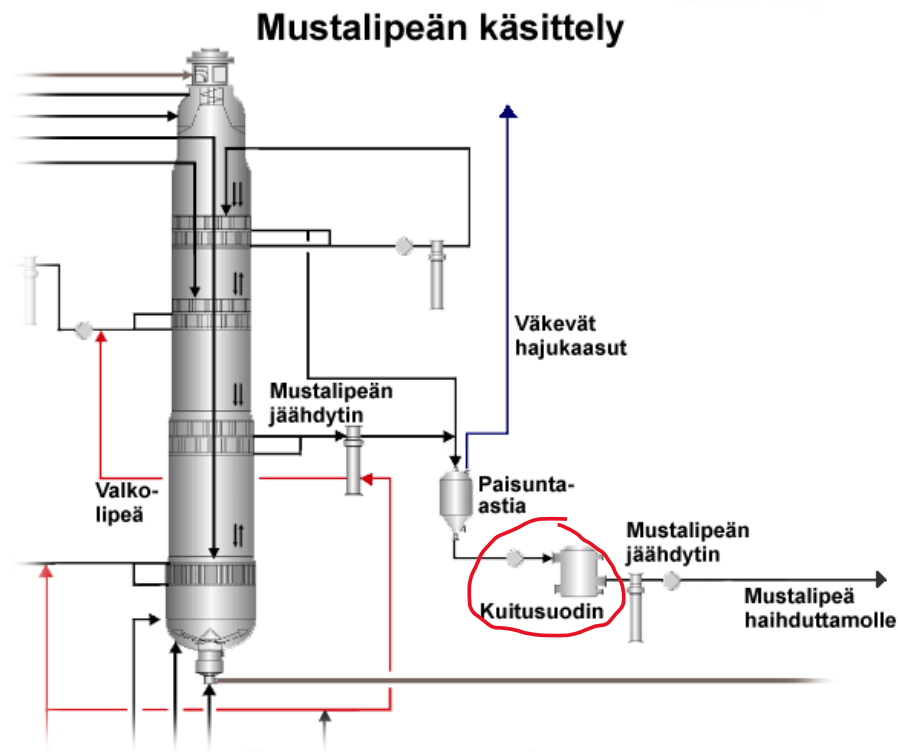 Mustalipeän käsittely
Väkevät
hajukaasut
Mustalipeän
jäähdytin
Valko-
lipeä
Paisunta-
astia
Mustalipeän
jäähdytin
Kuitusuodin
Mustalipeä
haihduttamolle